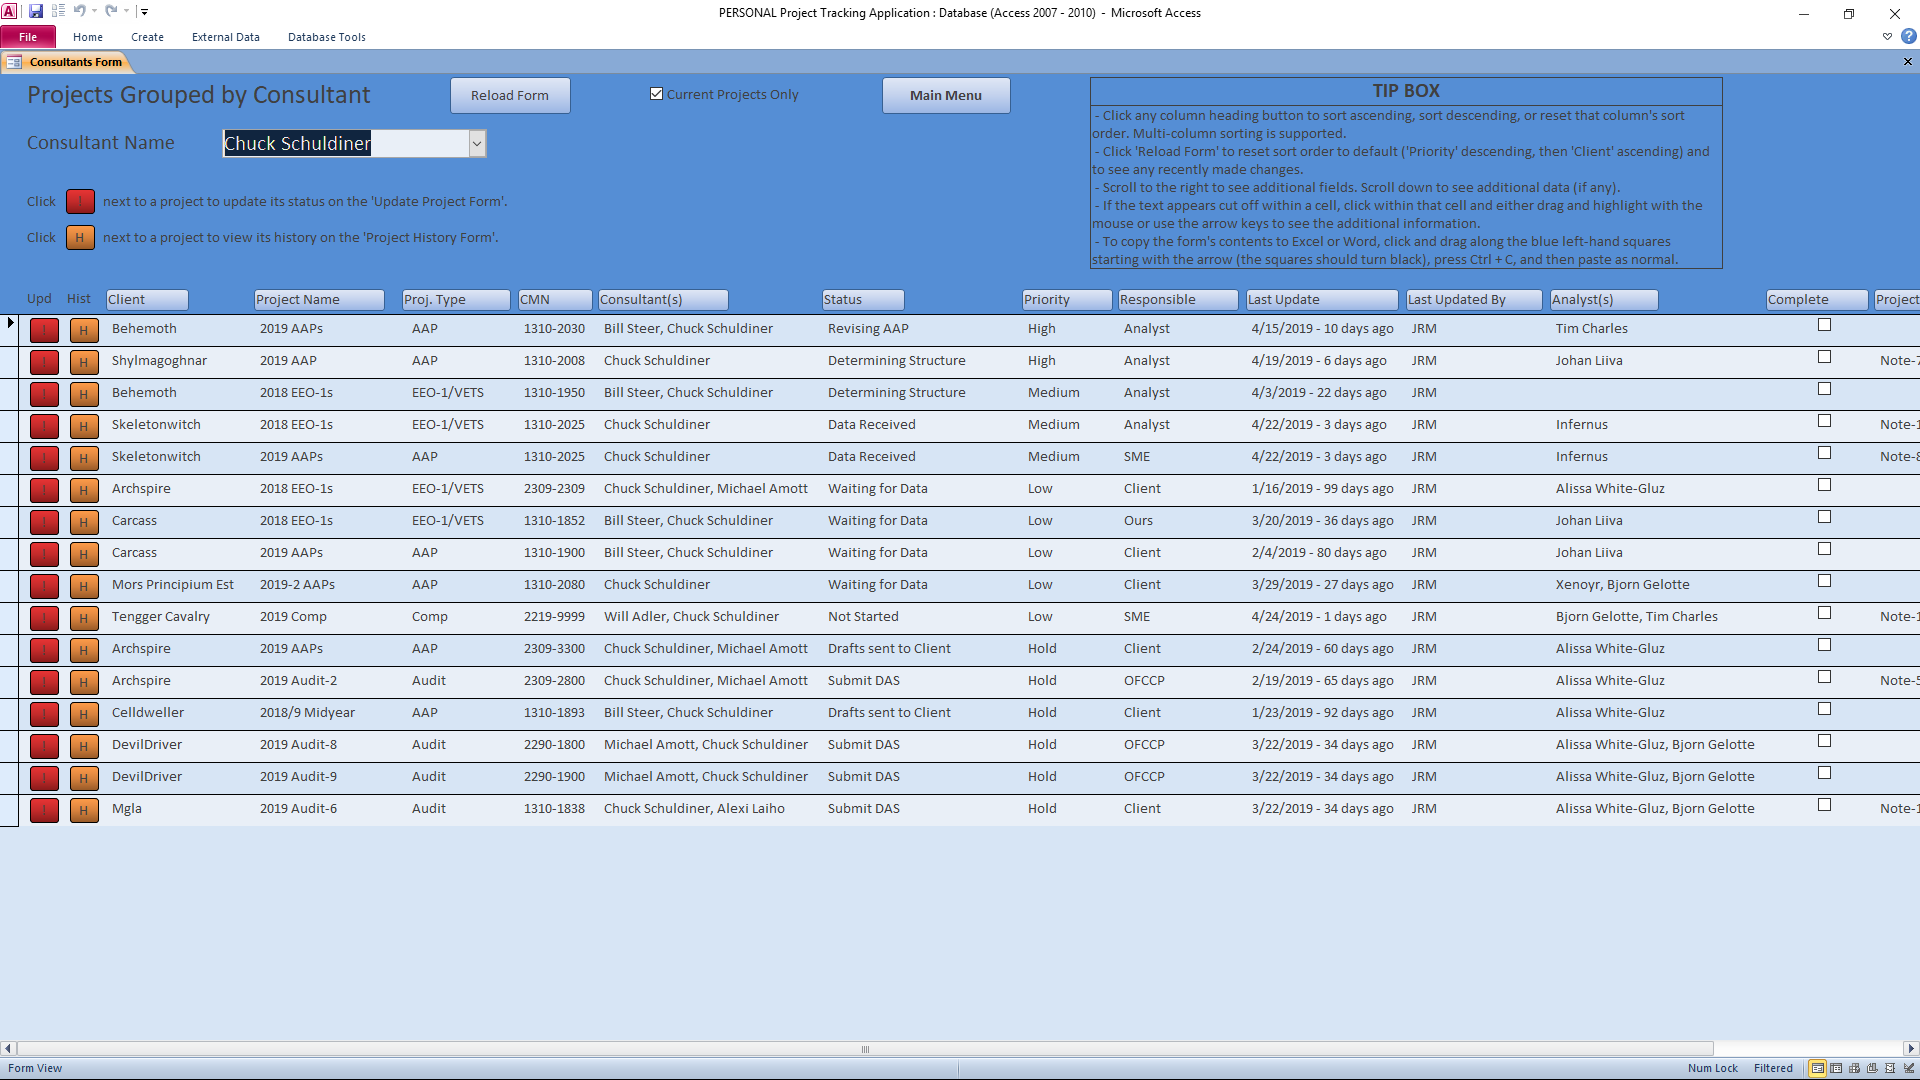 PERSONAL Project Tracking Application : Database (Access 2007 - 2010) - Microsoft Access
File Home Create External Data Database Tools
Consultants Form
Projects Grouped by Consultant
Reload Form
Current Projects Only
Main Menu
Consultant Name Chuck Schuldiner
Click next to a project to update its status on the 'Update Project Form'.
Click H next to a project to view its history on the 'Project History Form'.
TIP BOX
- Click any column heading button to sort ascending, sort descending, or reset that column's sort
order. Multi-column sorting is supported.
- Click 'Reload Form' to reset sort order to default ('Priority' descending, then 'Client' ascending) and
to see any recently made changes.
- Scroll to the right to see additional fields. Scroll down to see additional data (if any).
- If the text appears cut off within a cell, click within that cell and either drag and highlight with the
mouse or use the arrow keys to see the additional information.
- To copy the form's contents to Excel or Word, click and drag along the blue left-hand squares
starting with the arrow (the squares should turn black), press Ctrl + C, and then paste as normal.
Upd Hist Client Project Name Proj. Type CMN Consultant(s) Status Priority Responsible Last Update Last Updated By Analyst(s) Complete Project
H Behemoth 2019 AAPs AAP 1310-2030 Bill Steer, Chuck Schuldiner Revising AAP High Analyst 4/15/2019 - 10 days ago JRM Tim Charles
H Shylmagoghnar 2019 AAP AAP 1310-2008 Chuck Schuldiner Determining Structure High Analyst 4/19/2019 - 6 days ago JRM Johan Liiva Note-7
H Behemoth 2018 EEO-1s EEO-1/VETS 1310-1950 Bill Steer, Chuck Schuldiner Determining Structure Medium Analyst 4/3/2019 - 22 days ago JRM
H Skeletonwitch 2018 EEO-1s EEO-1/VETS 1310-2025 Chuck Schuldiner Data Received Medium Analyst 4/22/2019 - 3 days ago JRM Infernus Note-1
H Skeletonwitch 2019 AAPs AAP 1310-2025 Chuck Schuldiner Data Received Medium SME 4/22/2019 - 3 days ago JRM Infernus Note-8
H Archspire 2018 EEO-1s EEO-1/VETS 2309-2309 Chuck Schuldiner, Michael Amott Waiting for Data Low Client 1/16/2019 - 99 days ago JRM Alissa White-Gluz
H Carcass 2018 EEO-1s EEO-1/VETS 1310-1852 Bill Steer, Chuck Schuldiner Waiting for Data Low Ours 3/20/2019 - 36 days ago JRM Johan Liiva
H Carcass 2019 AAPs AAP 1310-1900 Bill Steer, Chuck Schuldiner Waiting for Data Low Client 2/4/2019 - 80 days ago JRM Johan Liiva
H Mors Principium Est 2019-2 AAPs AAP 1310-2080 Chuck Schuldiner Waiting for Data Low Client 3/29/2019 - 27 days ago JRM Xenoyr, Bjorn Gelotte
H Tengger Cavalry 2019 Comp Comp 2219-9999 Will Adler, Chuck Schuldiner Not Started Low SME 4/24/2019 - 1 days ago JRM Bjorn Gelotte, Tim Charles Note-1
H Archspire 2019 AAPs AAP 2309-3300 Chuck Schuldiner, Michael Amott Drafts sent to Client Hold Client 2/24/2019 - 60 days ago JRM Alissa White-Gluz
H Archspire 2019 Audit-2 Audit 2309-2800 Chuck Schuldiner, Michael Amott Submit DAS Hold OFCCP 2/19/2019 - 65 days ago JRM Alissa White-Gluz Note-5
H Celldweller 2018/9 Midyear AAP 1310-1893 Bill Steer, Chuck Schuldiner Drafts sent to Client Hold Client 1/23/2019 - 92 days ago JRM Alissa White-Gluz
H DevilDriver 2019 Audit-8 Audit 2290-1800 Michael Amott, Chuck Schuldiner Submit DAS Hold OFCCP 3/22/2019 - 34 days ago JRM Alissa White-Gluz, Bjorn Gelotte
H DevilDriver 2019 Audit-9 Audit 2290-1900 Michael Amott, Chuck Schuldiner Submit DAS Hold OFCCP 3/22/2019 - 34 days ago JRM Alissa White-Gluz, Bjorn Gelotte
H Mgla 2019 Audit-6 Audit 1310-1838 Chuck Schuldiner, Alexi Laiho Submit DAS Hold Client 3/22/2019 - 34 days ago JRM Alissa White-Gluz, Bjorn Gelotte Note-1
Form View Num Lock Filtered